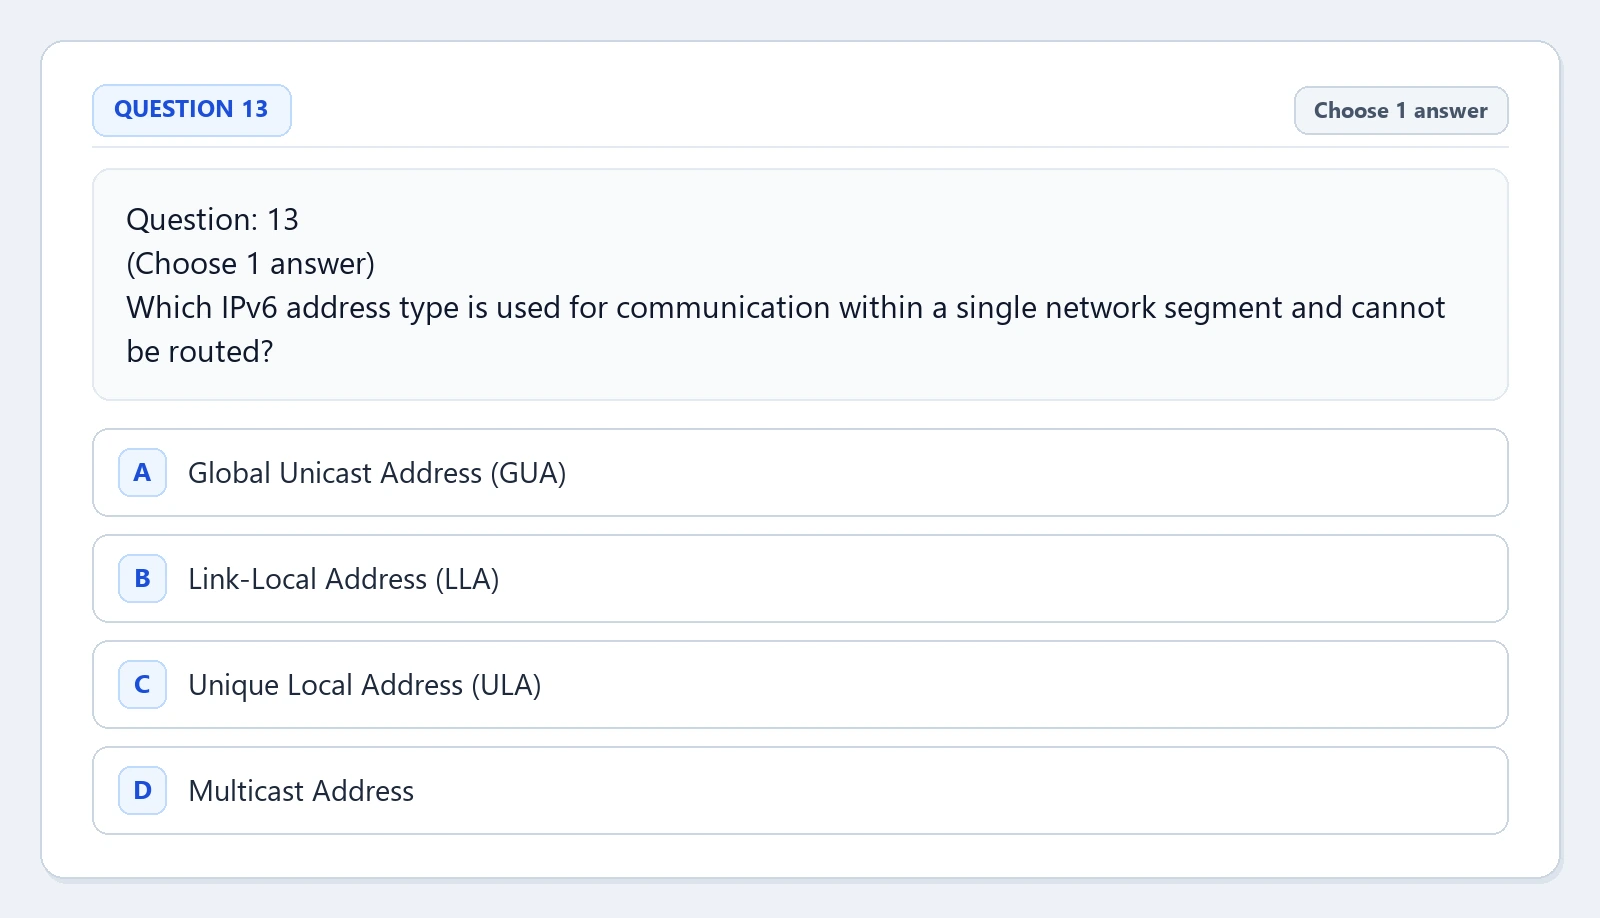 QUESTION 13
Choose 1 answer
Question: 13
(Choose 1 answer)
Which IPv6 address type is used for communication within a single network segment and cannot
be routed?
A Global Unicast Address (GUA)
B Link-Local Address (LLA)
C Unique Local Address (ULA)
D Multicast Address